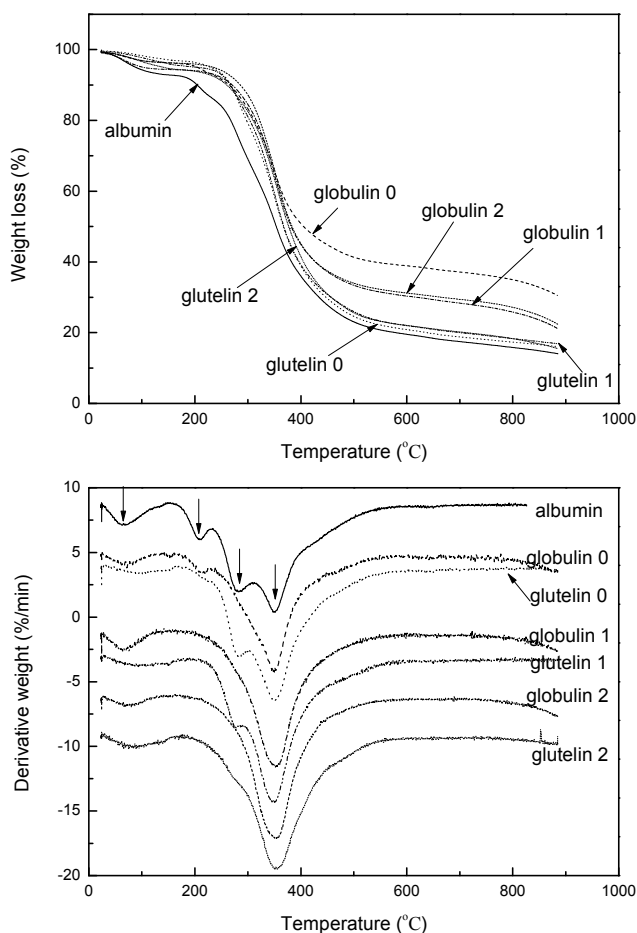 100
80
60
40
20
0
Weight loss (%)
albumin
globulin 0
globulin 2
globulin 1
glutelin 2
glutelin 0
glutelin 1
0 200 400 600 800 1000
Temperature (°C)
10
5
0
-5
-10
-15
-20
Derivative weight (%/min)
albumin
globulin 0
glutelin 0
globulin 1
glutelin 1
globulin 2
glutelin 2
0 200 400 600 800 1000
Temperature (°C)